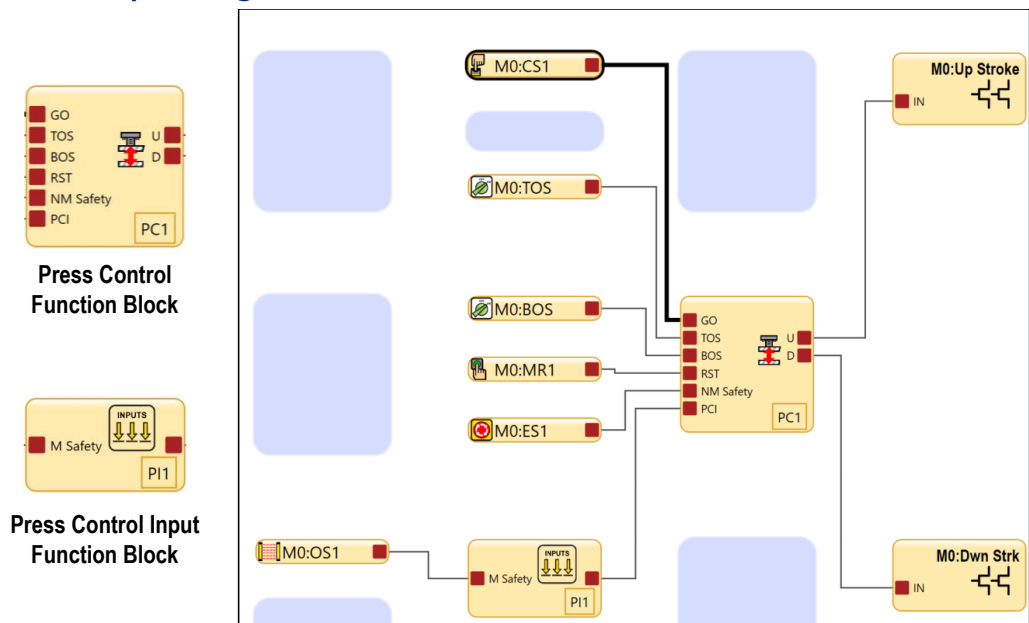 GO
TOS
BOS
RST
NM Safety
PCI
U
D
PC1
Press Control
Function Block
INPUTS
M Safety
PI1
Press Control Input
Function Block
M0:CS1
M0:TOS
M0:BOS
M0:MR1
M0:ES1
M0:OS1
INPUTS
M Safety
PI1
GO
TOS
BOS
RST
NM Safety
PCI
U
D
PC1
M0:Up Stroke
IN
M0:Dwn Strk
IN